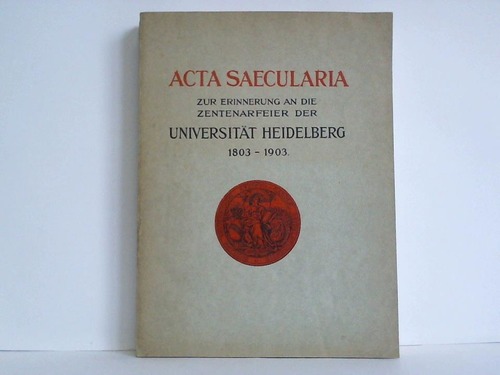 ACTA SAECULARIA
ZUR ERINNERUNG AN DIE
ZENTENARFEIER DER
UNIVERSITÄT HEIDELBERG
1803 - 1903.